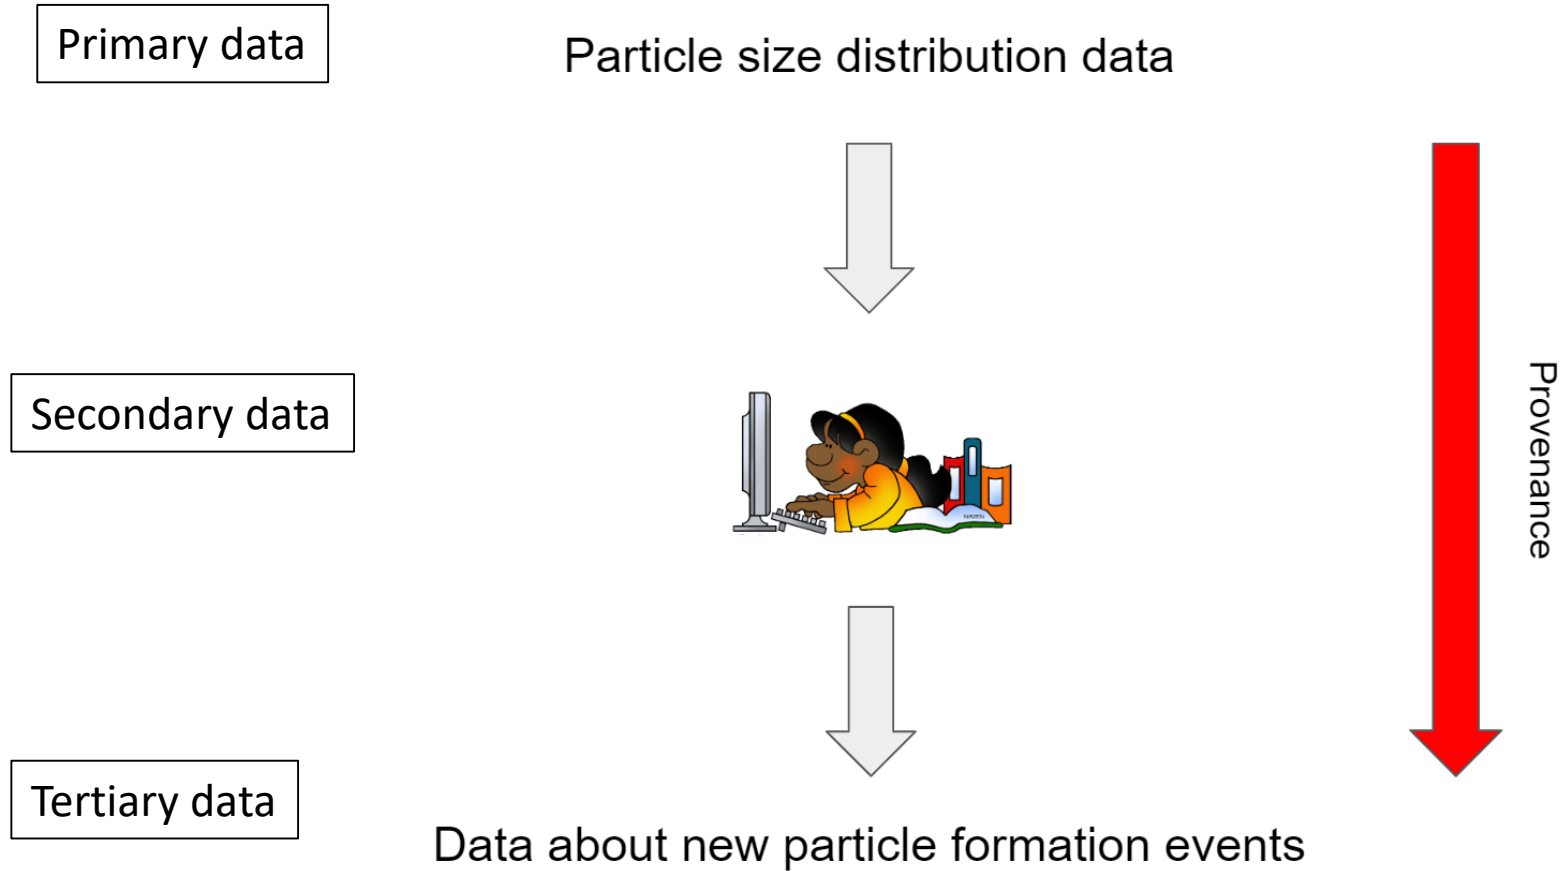 Primary data
Particle size distribution data
Secondary data
Provenance
Tertiary data
Data about new particle formation events